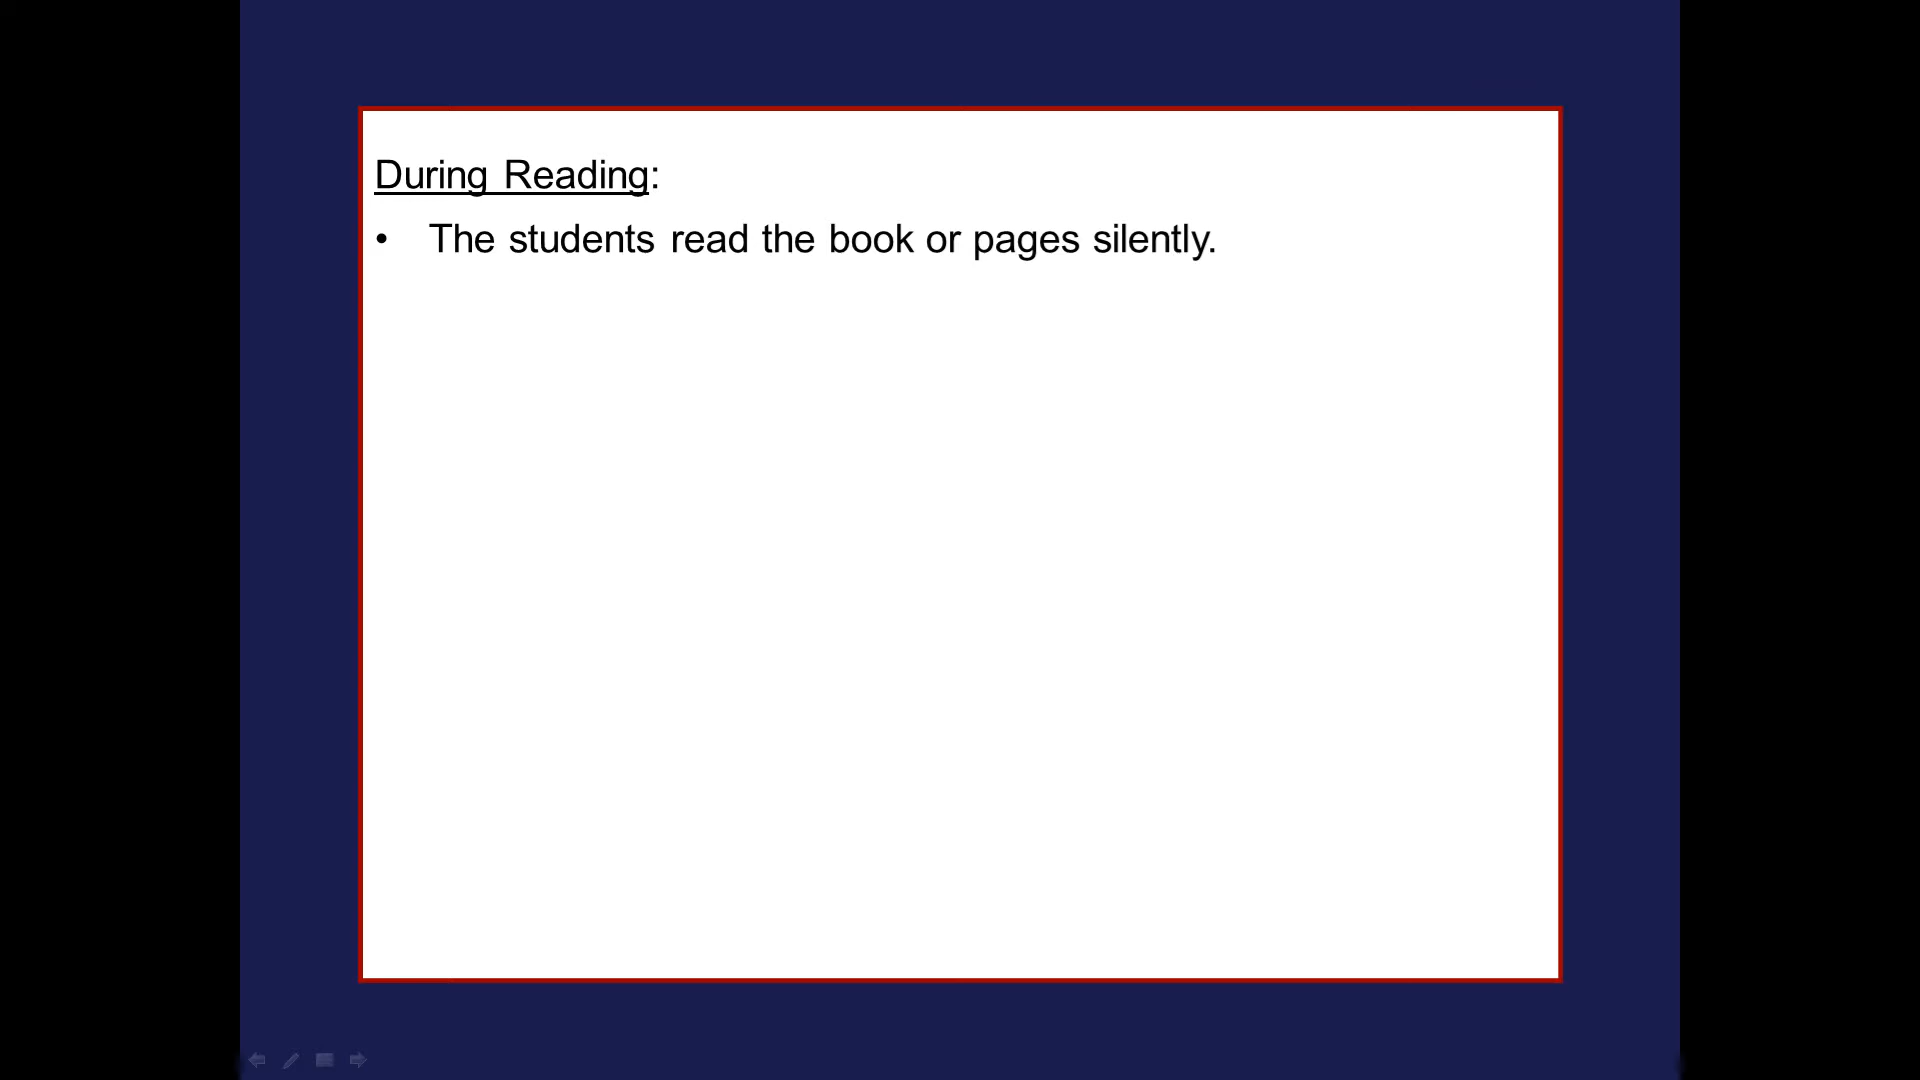 During Reading:
• The students read the book or pages silently.